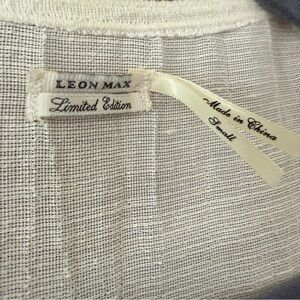 LEON MAX
Limited Edition
Made in China
Small